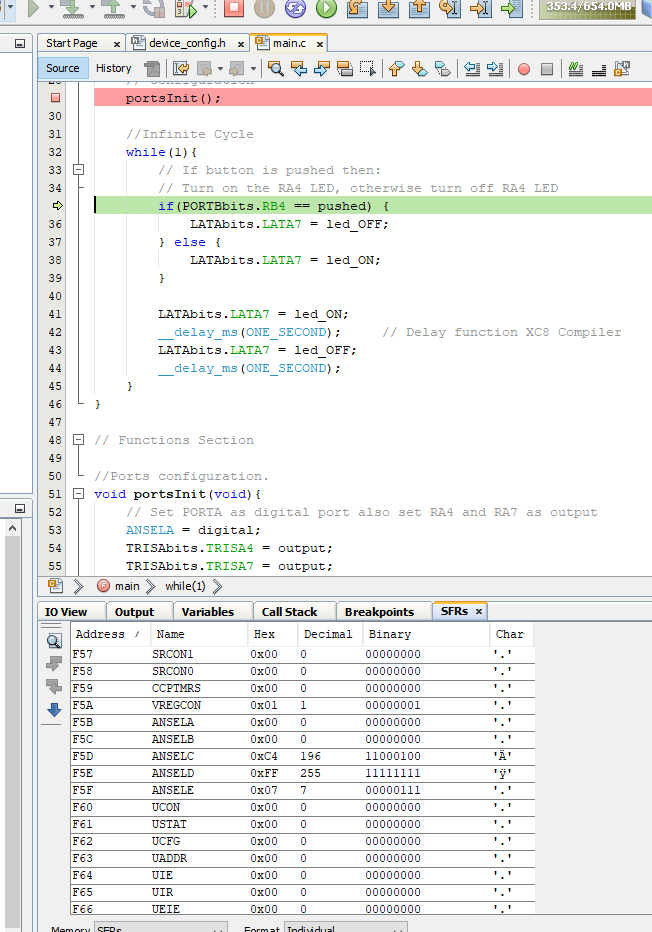 353.4/654.0MB
Start Page x device_config.h x main.c x
Source History
// Configuration
portsInit();
30
31 //Infinite Cycle
32 while(1){
33 // If button is pushed then:
34 // Turn on the RA4 LED, otherwise turn off RA4 LED
if(PORTBbits.RB4 == pushed) {
36 LATAbits.LATA7 = led_OFF;
37 } else {
38 LATAbits.LATA7 = led_ON;
39 }
40
41 LATAbits.LATA7 = led_ON;
42 __delay_ms(ONE_SECOND); // Delay function XC8 Compiler
43 LATAbits.LATA7 = led_OFF;
44 __delay_ms(ONE_SECOND);
45 }
46 }
47
48 // Functions Section
49
50 //Ports configuration.
51 void portsInit(void){
52 // Set PORTA as digital port also set RA4 and RA7 as output
53 ANSELA = digital;
54 TRISAbits.TRISA4 = output;
55 TRISAbits.TRISA7 = output;
main while(1)
IO View Output Variables Call Stack Breakpoints SFRs x
Address / Name Hex Decimal Binary Char
F57 SRCON1 0x00 0 00000000 '.'
F58 SRCON0 0x00 0 00000000 '.'
F59 CCPTMRS 0x00 0 00000000 '.'
F5A VREGCON 0x01 1 00000001 '.'
F5B ANSELA 0x00 0 00000000 '.'
F5C ANSELB 0x00 0 00000000 '.'
F5D ANSELC 0xC4 196 11000100 'Ä'
F5E ANSELD 0xFF 255 11111111 'ÿ'
F5F ANSELE 0x07 7 00000111 '.'
F60 UCON 0x00 0 00000000 '.'
F61 USTAT 0x00 0 00000000 '.'
F62 UCFG 0x00 0 00000000 '.'
F63 UADDR 0x00 0 00000000 '.'
F64 UIE 0x00 0 00000000 '.'
F65 UIR 0x00 0 00000000 '.'
F66 UEIE 0x00 0 00000000 '.'
Memory SFRs Format Individual